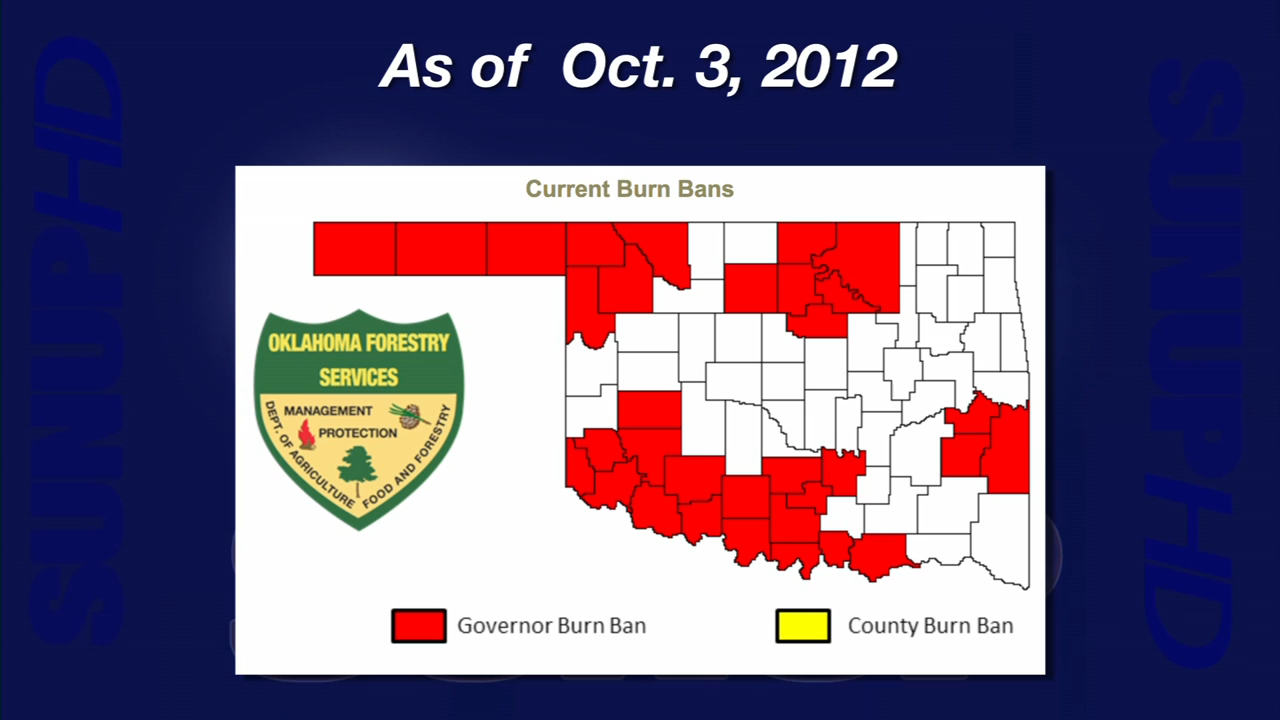 As of Oct. 3, 2012
Current Burn Bans
OKLAHOMA FORESTRY
SERVICES
MANAGEMENT
PROTECTION
DEPT. OF AGRICULTURE
FOOD AND FORESTRY
Governor Burn Ban
County Burn Ban
SUNUPHD
SUNUPHD